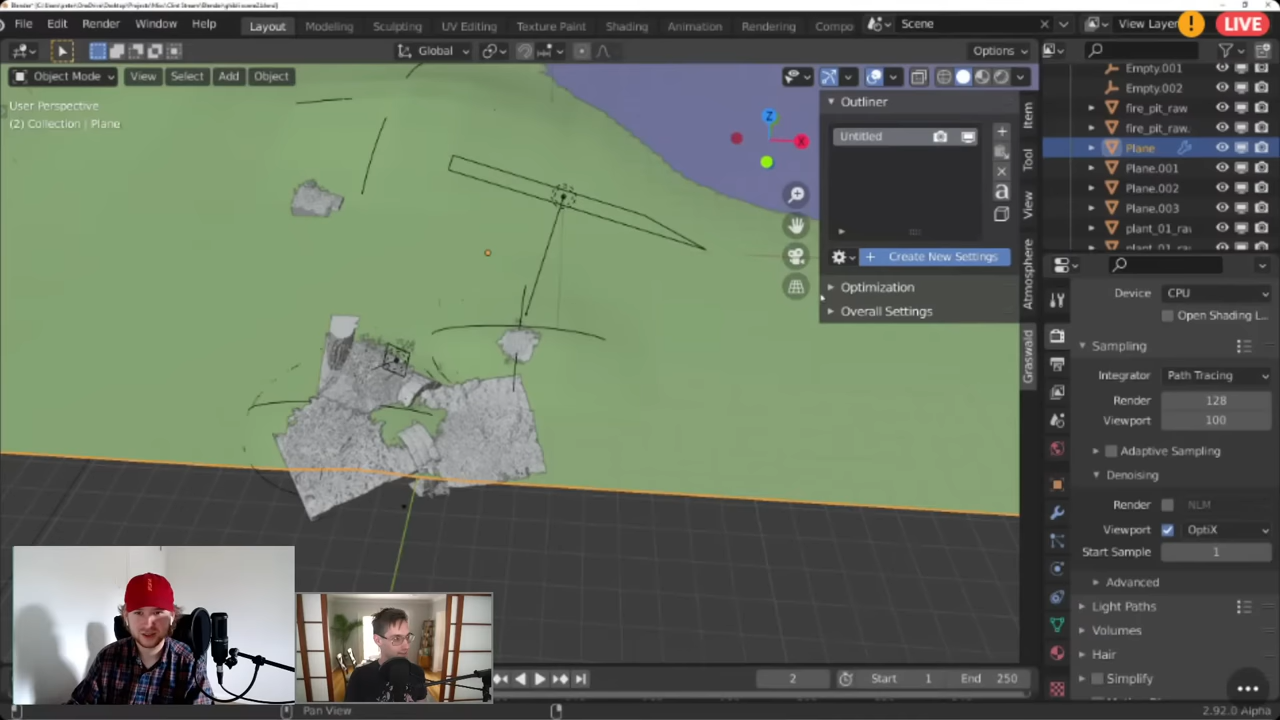 File Edit Render Window Help Layout Modeling Sculpting UV Editing Texture Paint Shading Animation Rendering Compo Scene View Layer LIVE
Global Options
Object Mode View Select Add Object
User Perspective
(2) Collection | Plane
Z
X
Outliner
Untitled
Create New Settings
Optimization
Overall Settings
Item
Tool
View
Atmosphere
Graswald
Empty.001
Empty.002
fire_pit_raw
fire_pit_raw.
Plane
Plane.001
Plane.002
Plane.003
plant_01_ra
Device CPU
Open Shading L...
Sampling
Integrator Path Tracing
Render 128
Viewport 100
Adaptive Sampling
Denoising
Render NLM
Viewport OptiX
Start Sample 1
Advanced
Light Paths
Volumes
Hair
Simplify
2 Start 1 End 250
Pan View
2.92.0 Alpha